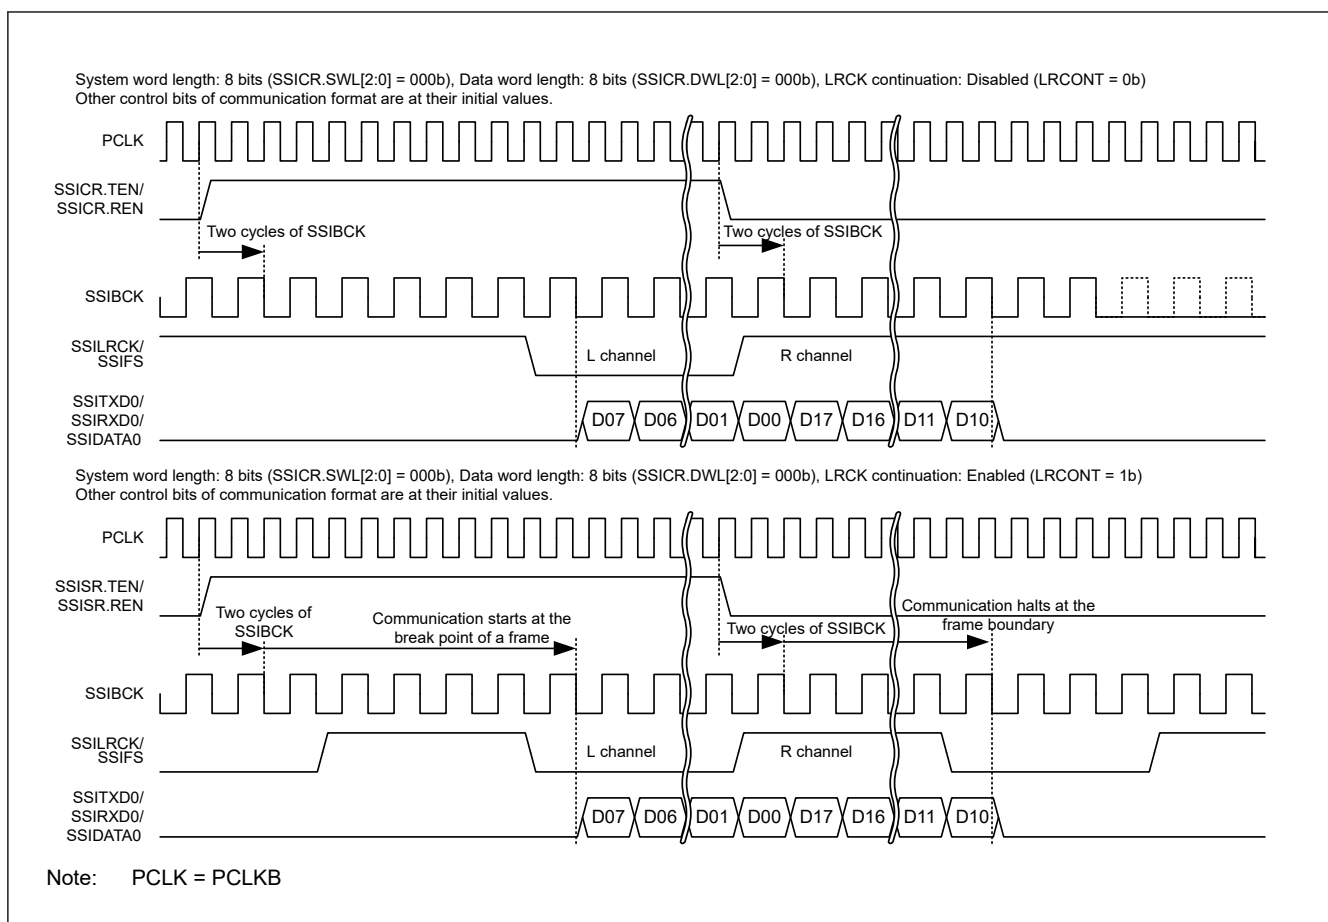 System word length: 8 bits (SSICR.SWL[2:0] = 000b), Data word length: 8 bits (SSICR.DWL[2:0] = 000b), LRCK continuation: Disabled (LRCONT = 0b)
Other control bits of communication format are at their initial values.
PCLK
SSICR.TEN/
SSICR.REN
Two cycles of SSIBCK
Two cycles of SSIBCK
SSIBCK
SSILRCK/
SSIFS
L channel
R channel
SSITXD0/
SSIRXD0/
SSIDATA0
D07 D06 D01 D00 D17 D16 D11 D10
System word length: 8 bits (SSICR.SWL[2:0] = 000b), Data word length: 8 bits (SSICR.DWL[2:0] = 000b), LRCK continuation: Enabled (LRCONT = 1b)
Other control bits of communication format are at their initial values.
PCLK
SSISR.TEN/
SSISR.REN
Two cycles of
SSIBCK
Communication starts at the
break point of a frame
Two cycles of SSIBCK
Communication halts at the
frame boundary
SSIBCK
SSILRCK/
SSIFS
L channel
R channel
SSITXD0/
SSIRXD0/
SSIDATA0
D07 D06 D01 D00 D17 D16 D11 D10
Note: PCLK = PCLKB